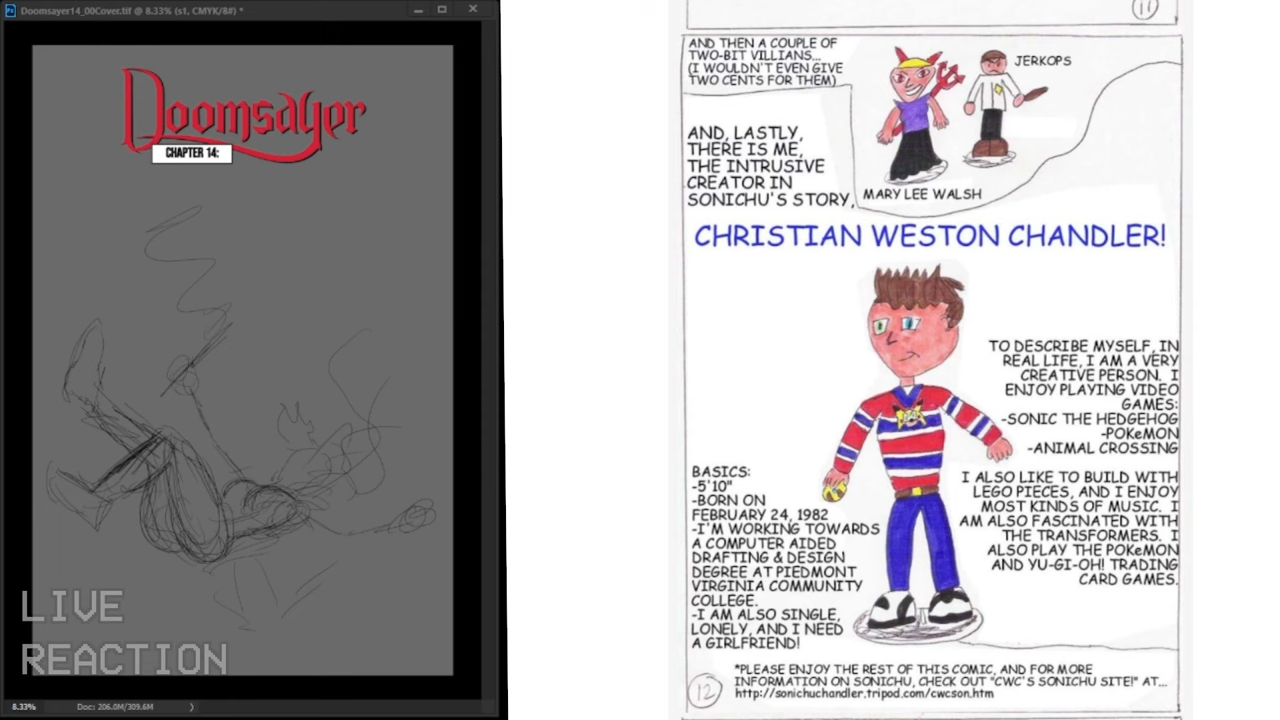 Doomsayer14_00Cover.tif @ 8.33% (s1, CMYK/8#) *
Doomsayer
CHAPTER 14:
LIVE
REACTION
8.33%
Doc: 206.0M/309.6M
11
AND THEN A COUPLE OF
TWO-BIT VILLIANS...
(I WOULDN'T EVEN GIVE
TWO CENTS FOR THEM)
JERKOPS
MARY LEE WALSH
AND, LASTLY,
THERE IS ME,
THE INTRUSIVE
CREATOR IN
SONICHU'S STORY,
CHRISTIAN WESTON CHANDLER!
TO DESCRIBE MYSELF, IN
REAL LIFE, I AM A VERY
CREATIVE PERSON. I
ENJOY PLAYING VIDEO
GAMES:
-SONIC THE HEDGEHOG
-POKeMON
-ANIMAL CROSSING
I ALSO LIKE TO BUILD WITH
LEGO PIECES, AND I ENJOY
MOST KINDS OF MUSIC. I
AM ALSO FASCINATED WITH
THE TRANSFORMERS. I
ALSO PLAY THE POKeMON
AND YU-GI-OH! TRADING
CARD GAMES.
BASICS:
-5'10"
-BORN ON
FEBRUARY 24, 1982
-I'M WORKING TOWARDS
A COMPUTER AIDED
DRAFTING & DESIGN
DEGREE AT PIEDMONT
VIRGINIA COMMUNITY
COLLEGE.
-I AM ALSO SINGLE,
LONELY, AND I NEED
A GIRLFRIEND!
*PLEASE ENJOY THE REST OF THIS COMIC, AND FOR MORE
INFORMATION ON SONICHU, CHECK OUT "CWC'S SONICHU SITE!" AT...
http://sonichuchandler.tripod.com/cwcson.htm
12